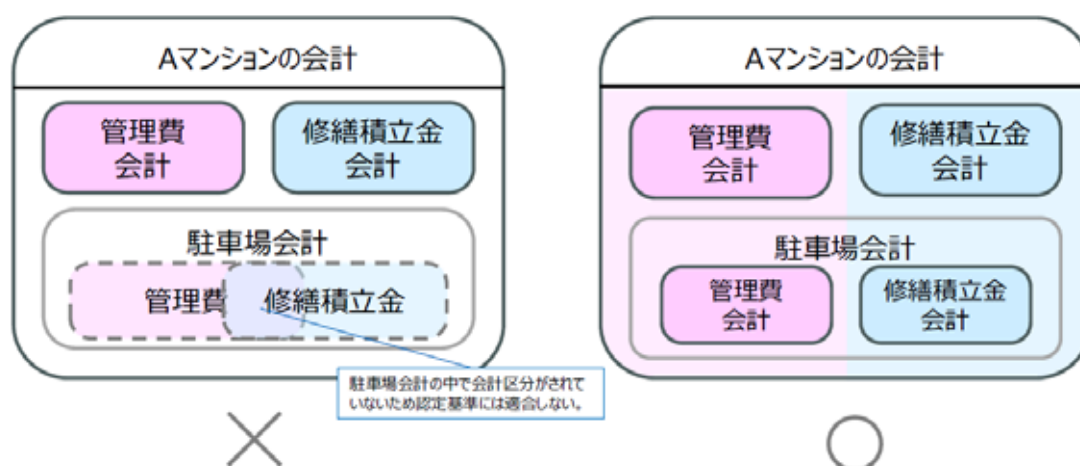 Aマンションの会計
管理費
会計
修繕積立金
会計
駐車場会計
管理費
修繕積立金
駐車場会計の中で会計区分がされて
いないため認定基準には適合しない。
Aマンションの会計
管理費
会計
修繕積立金
会計
駐車場会計
管理費
会計
修繕積立金
会計